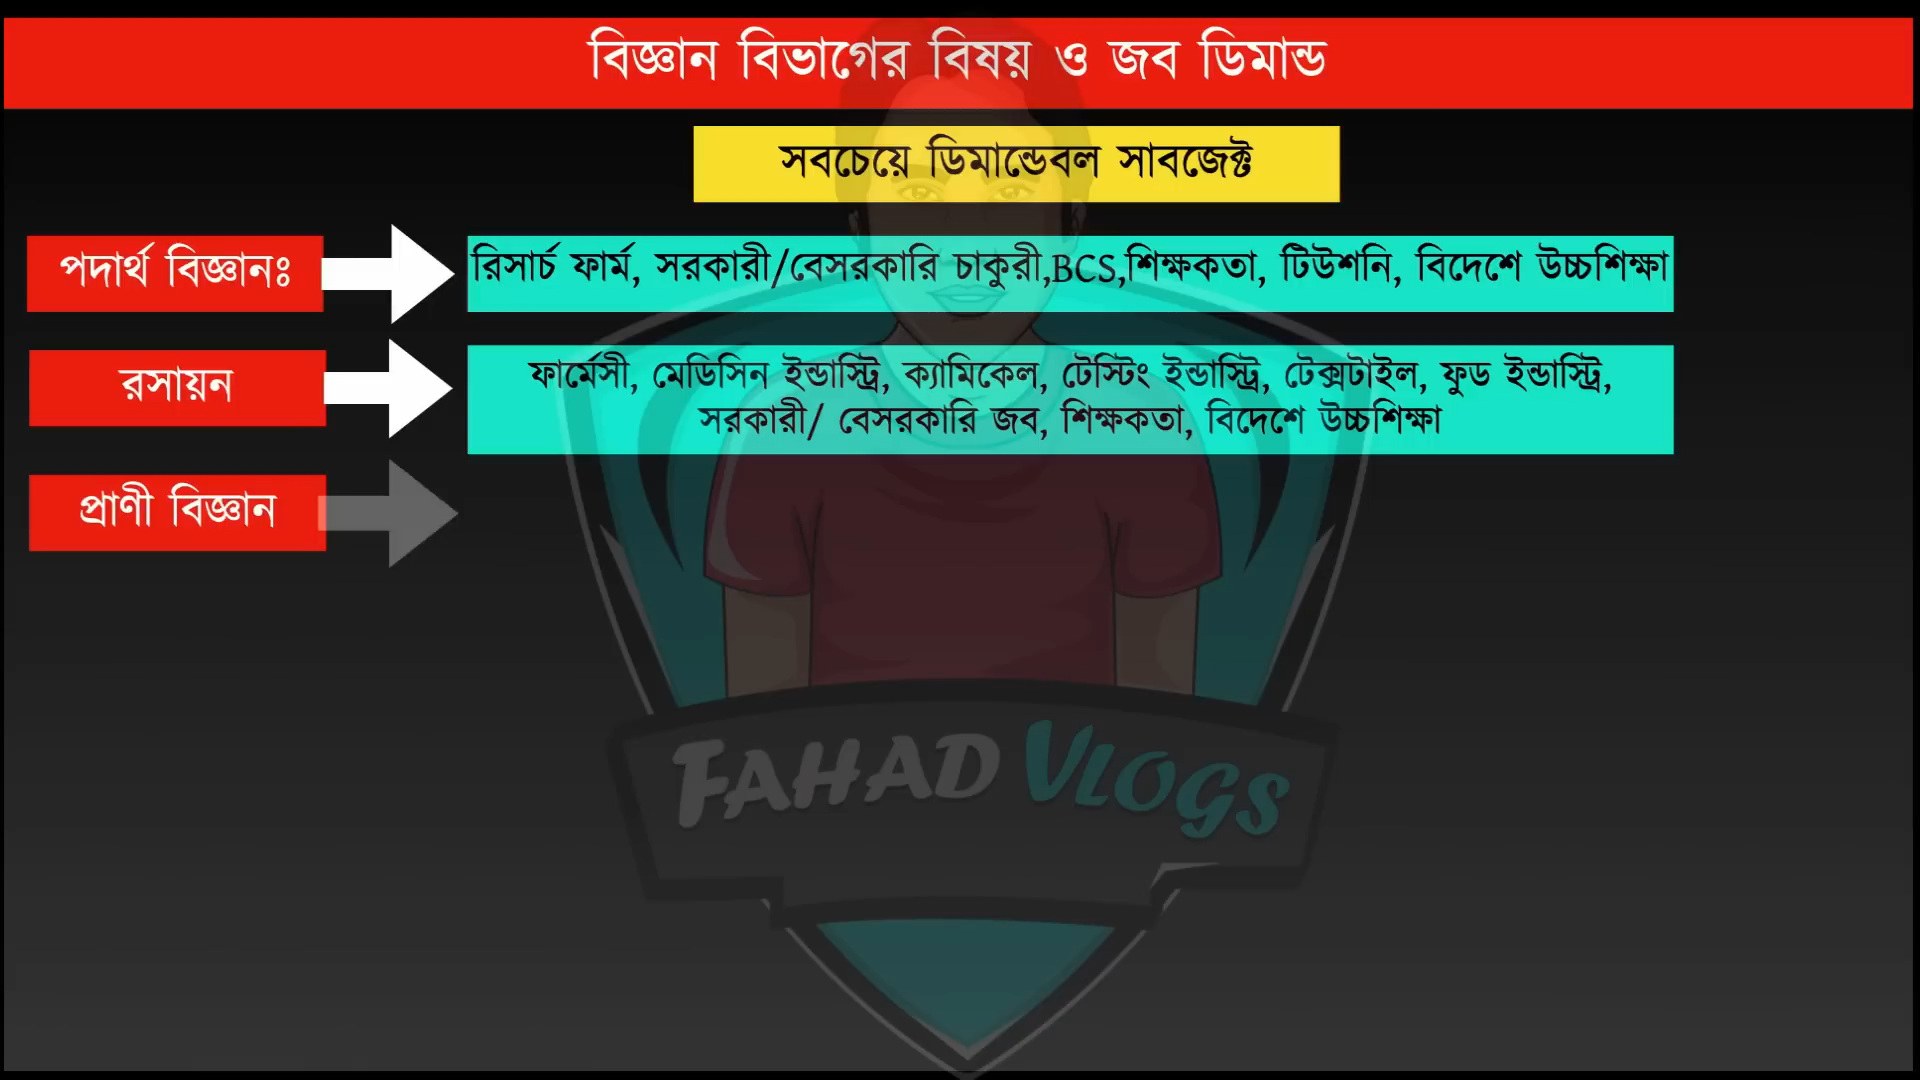 বিজ্ঞান বিভাগের বিষয় ও জব ডিমান্ড
সবচেয়ে ডিমান্ডেবল সাবজেক্ট
পদার্থ বিজ্ঞানঃ
রিসার্চ ফার্ম, সরকারী/বেসরকারি চাকুরী,BCS,শিক্ষকতা, টিউশনি, বিদেশে উচ্চশিক্ষা
রসায়ন
ফার্মেসী, মেডিসিন ইন্ডাস্ট্রি, ক্যামিকেল, টেস্টিং ইন্ডাস্ট্রি, টেক্সটাইল, ফুড ইন্ডাস্ট্রি,
সরকারী/ বেসরকারি জব, শিক্ষকতা, বিদেশে উচ্চশিক্ষা
প্রাণী বিজ্ঞান
FAHAD VLOGS